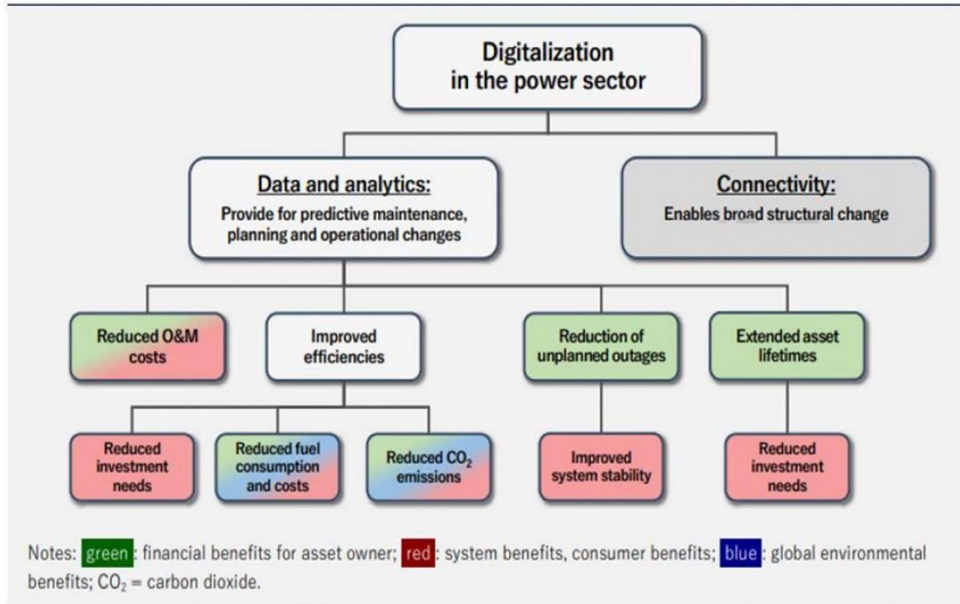 Digitalization
in the power sector
Data and analytics:
Provide for predictive maintenance,
planning and operational changes
Connectivity:
Enables broad structural change
Reduced O&M
costs
Improved
efficiencies
Reduction of
unplanned outages
Extended asset
lifetimes
Reduced
investment
needs
Reduced fuel
consumption
and costs
Reduced CO₂
emissions
Improved
system stability
Reduced
investment
needs
Notes: green: financial benefits for asset owner; red: system benefits, consumer benefits; blue: global environmental
benefits; CO₂ = carbon dioxide.